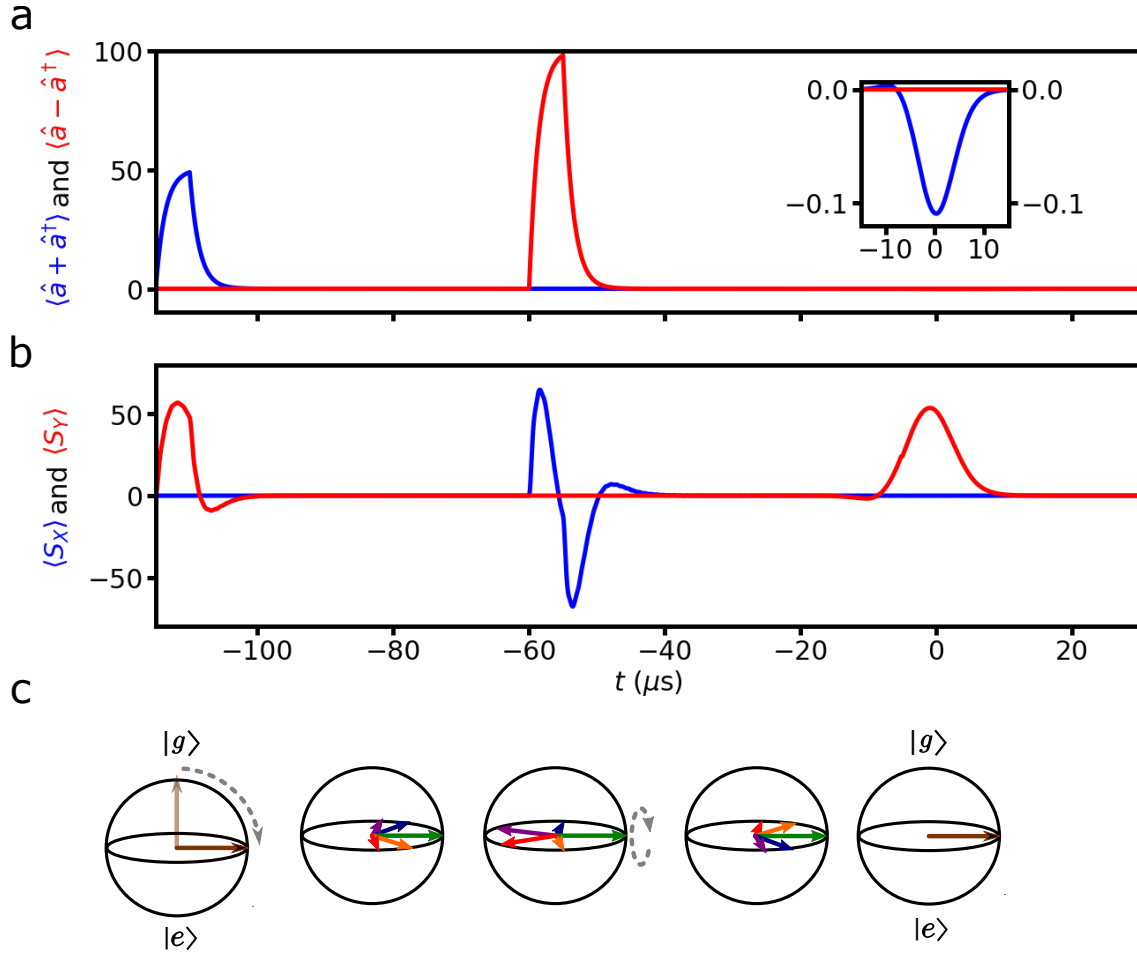 a
⟨â + â†⟩ and ⟨â − â†⟩
100
50
0
0.0
−0.1
0.0
−0.1
−10 0 10
b
⟨S_X⟩ and ⟨S_Y⟩
50
0
−50
−100 −80 −60 −40 −20 0 20
t (μs)
c
|g⟩
|e⟩
|g⟩
|e⟩